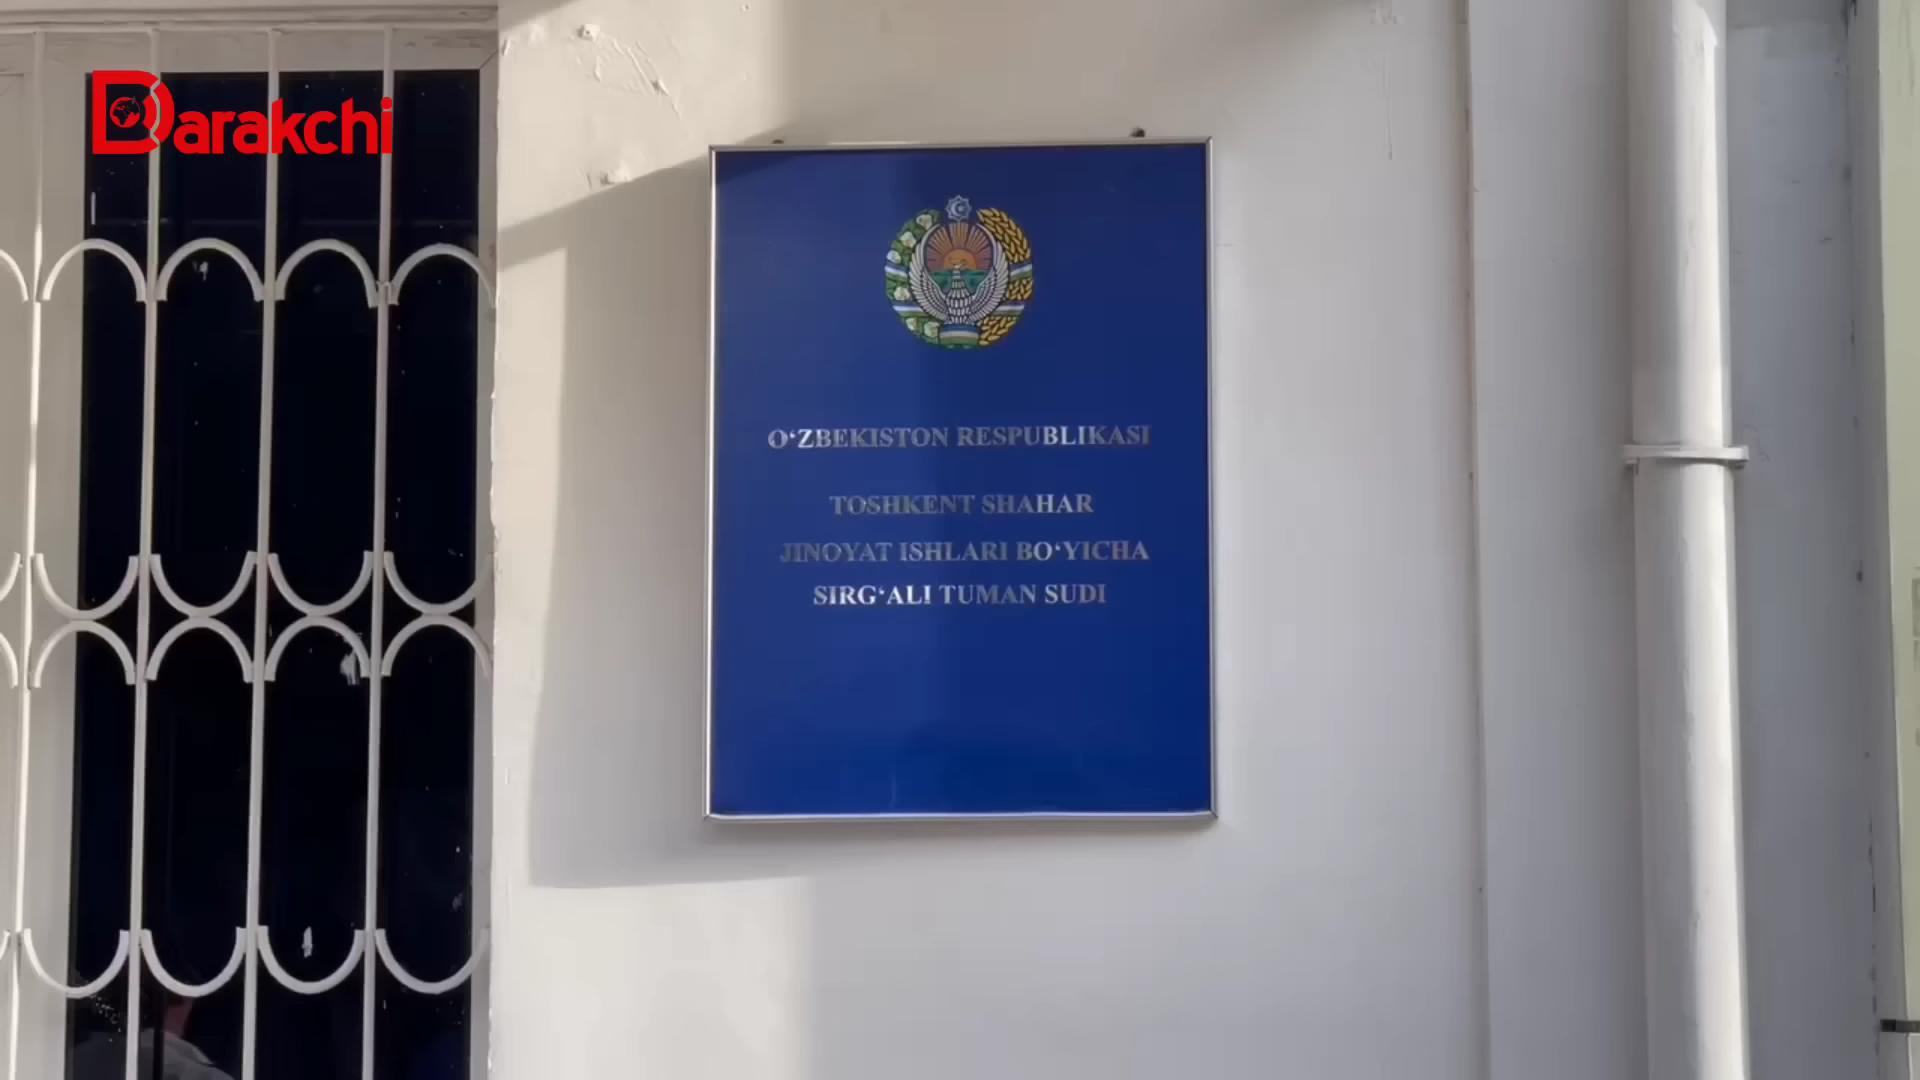 Darakchi
O‘ZBEKISTON RESPUBLIKASI
TOSHKENT SHAHAR
JINOYAT ISHLARI BO‘YICHA
SIRG‘ALI TUMAN SUDI